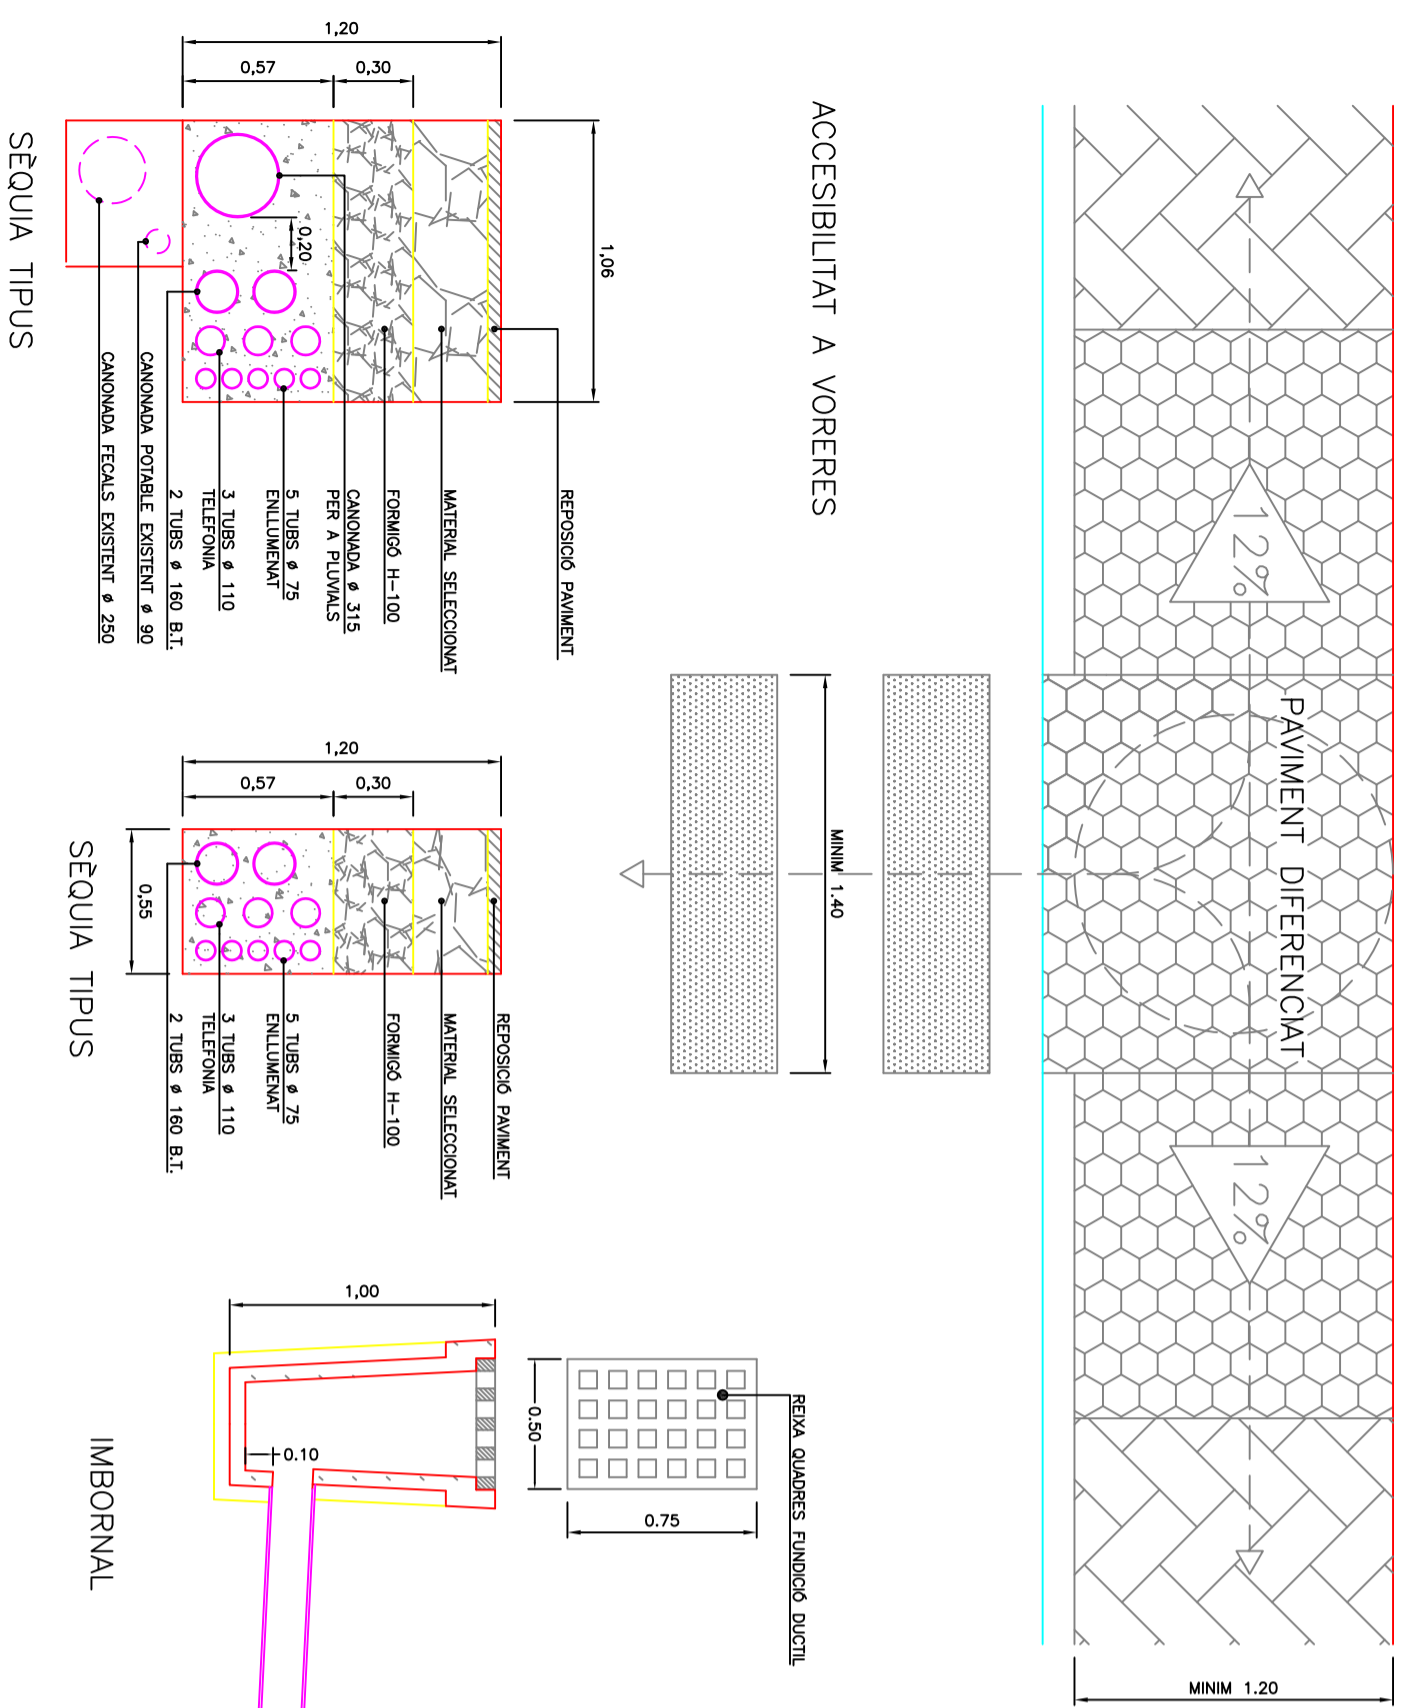 12%
PAVIMENT DIFERENCIAT
12%
MINIM 1.20
ACCESIBILITAT A VORERES
MINIM 1.40
1,20
0,57
0,30
1,06
0,20
REPOSICIÓ PAVIMENT
MATERIAL SELECCIONAT
FORMIGÓ H-100
CANONADA ø 315
PER A PLUVIALS
5 TUBS ø 75
ENLLUMENAT
3 TUBS ø 110
TELEFONIA
2 TUBS ø 160 B.T.
CANONADA POTABLE EXISTENT ø 90
CANONADA FECALS EXISTENT ø 250
SÈQUIA TIPUS
1,20
0,57
0,30
0,55
REPOSICIÓ PAVIMENT
MATERIAL SELECCIONAT
FORMIGÓ H-100
5 TUBS ø 75
ENLLUMENAT
3 TUBS ø 110
TELEFONIA
2 TUBS ø 160 B.T.
SÈQUIA TIPUS
REIXA QUADRES FUNDICIÓ DUCTIL
0.75
0.50
1,00
0.10
IMBORNAL